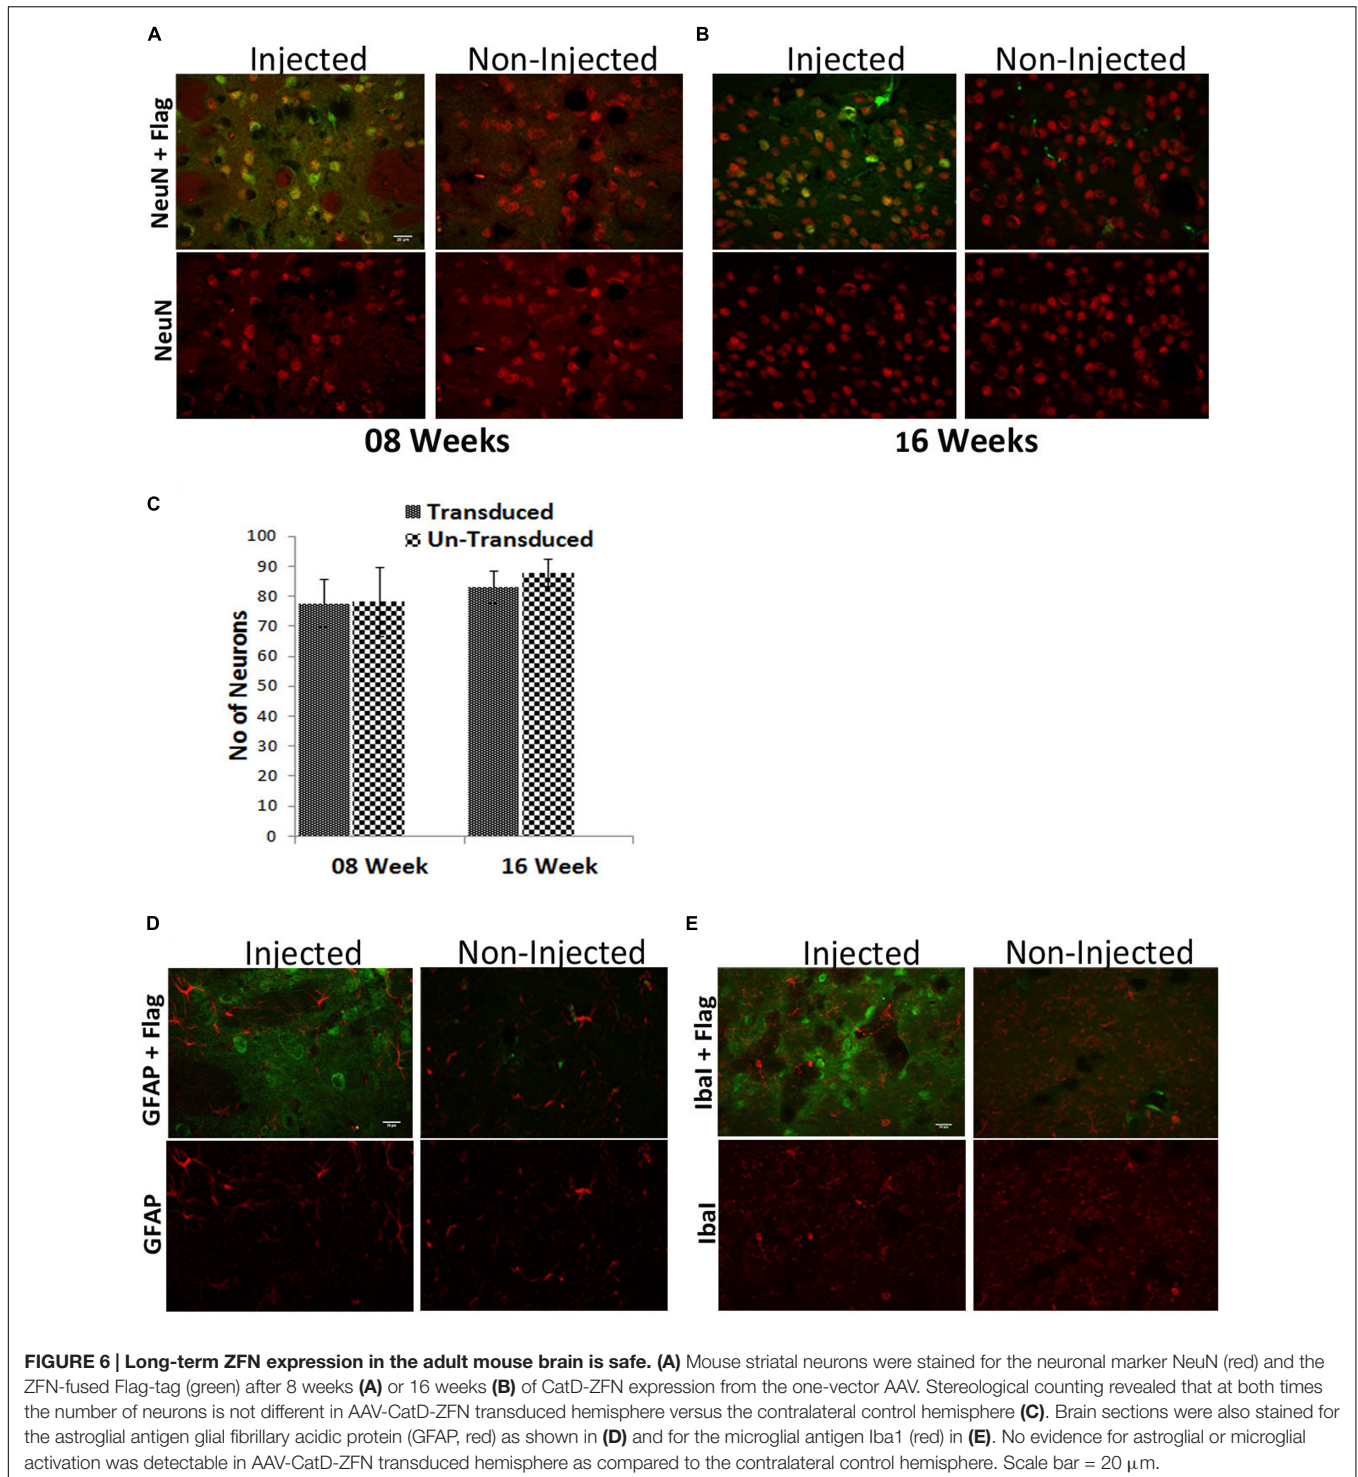 A
B
Injected
Non-Injected
Injected
Non-Injected
NeuN + Flag
NeuN
08 Weeks
16 Weeks
C
Transduced
Un-Transduced
100
90
80
70
60
50
40
30
20
10
0
No of Neurons
08 Week
16 Week
D
E
Injected
Non-Injected
Injected
Non-Injected
GFAP + Flag
GFAP
IbaI + Flag
IbaI
FIGURE 6 | Long-term ZFN expression in the adult mouse brain is safe. (A) Mouse striatal neurons were stained for the neuronal marker NeuN (red) and the
ZFN-fused Flag-tag (green) after 8 weeks (A) or 16 weeks (B) of CatD-ZFN expression from the one-vector AAV. Stereological counting revealed that at both times
the number of neurons is not different in AAV-CatD-ZFN transduced hemisphere versus the contralateral control hemisphere (C). Brain sections were also stained for
the astroglial antigen glial fibrillary acidic protein (GFAP, red) as shown in (D) and for the microglial antigen Iba1 (red) in (E). No evidence for astroglial or microglial
activation was detectable in AAV-CatD-ZFN transduced hemisphere as compared to the contralateral control hemisphere. Scale bar = 20 μm.